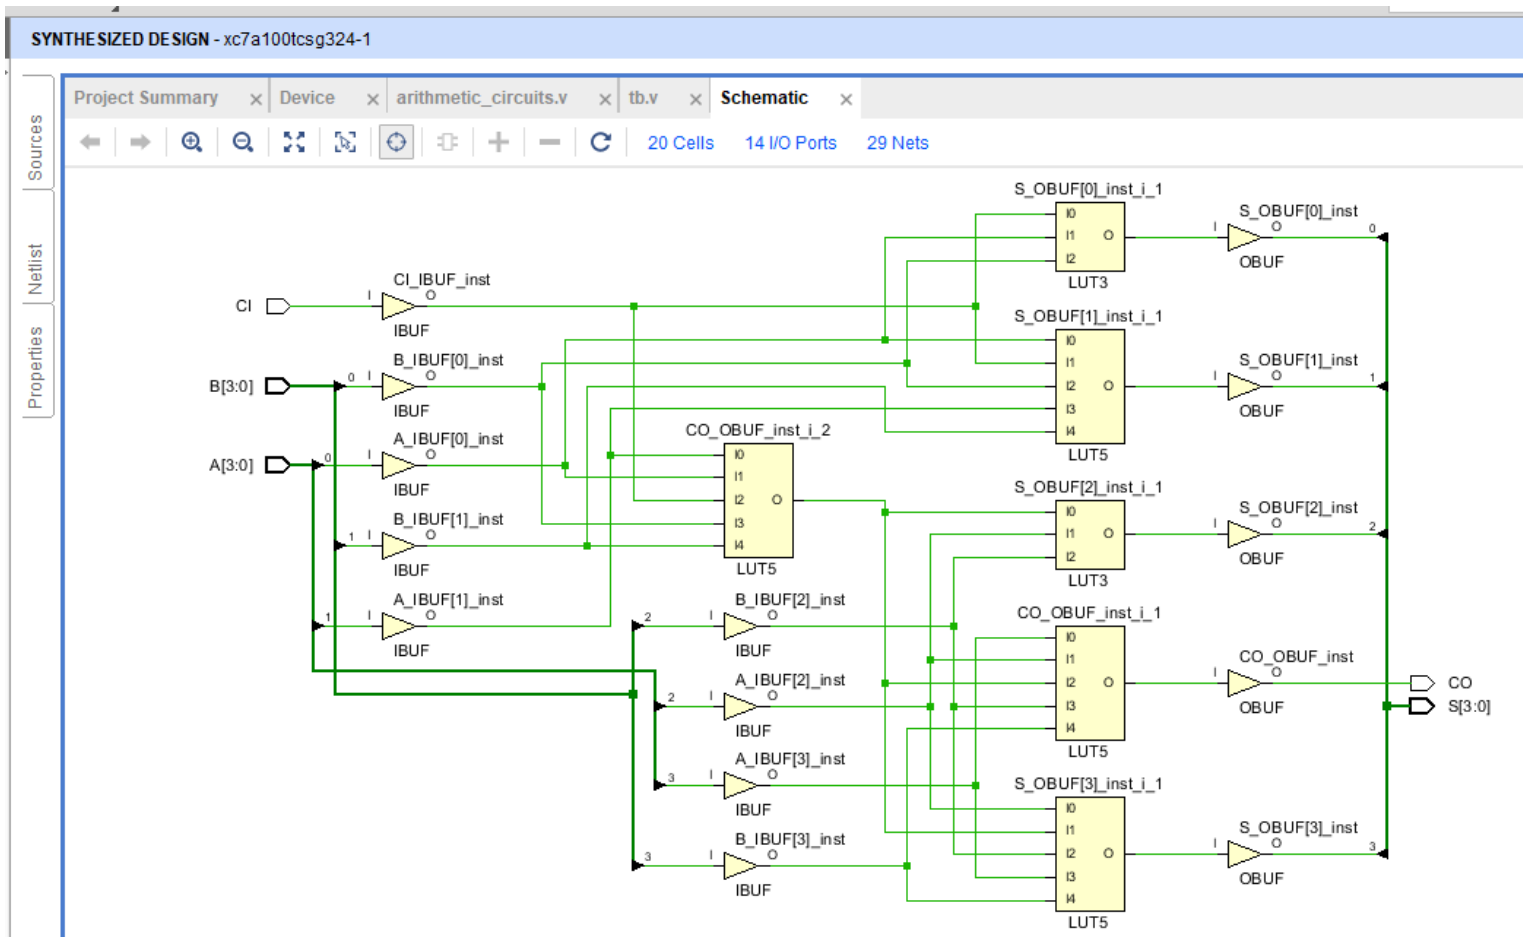 SYNTHESIZED DESIGN - xc7a100tcsg324-1
Project Summary × Device × arithmetic_circuits.v × tb.v × Schematic ×
20 Cells 14 I/O Ports 29 Nets
Sources
Netlist
Properties
S_OBUF[0]_inst_i_1
I0
I1 O
I2
LUT3
S_OBUF[0]_inst
I O
OBUF
0
CI
CI_IBUF_inst
I O
IBUF
S_OBUF[1]_inst_i_1
I0
I1
I2 O
I3
I4
LUT5
S_OBUF[1]_inst
I O
OBUF
1
B[3:0]
B_IBUF[0]_inst
0 I O
IBUF
A[3:0]
A_IBUF[0]_inst
0 I O
IBUF
CO_OBUF_inst_i_2
I0
I1
I2 O
I3
I4
LUT5
B_IBUF[1]_inst
1 I O
IBUF
A_IBUF[1]_inst
1 I O
IBUF
S_OBUF[2]_inst_i_1
I0
I1 O
I2
LUT3
S_OBUF[2]_inst
I O
OBUF
2
B_IBUF[2]_inst
2 I O
IBUF
A_IBUF[2]_inst
2 I O
IBUF
CO_OBUF_inst_i_1
I0
I1
I2 O
I3
I4
LUT5
CO_OBUF_inst
I O
OBUF
CO
S[3:0]
A_IBUF[3]_inst
3 I O
IBUF
B_IBUF[3]_inst
3 I O
IBUF
S_OBUF[3]_inst_i_1
I0
I1
I2 O
I3
I4
LUT5
S_OBUF[3]_inst
I O
OBUF
3